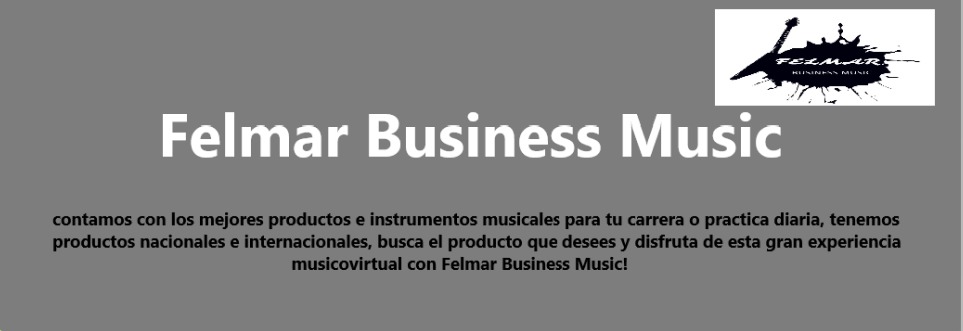 FELMAR
BUSINESS MUSIC
Felmar Business Music
contamos con los mejores productos e instrumentos musicales para tu carrera o practica diaria, tenemos
productos nacionales e internacionales, busca el producto que desees y disfruta de esta gran experiencia
musicovirtual con Felmar Business Music!